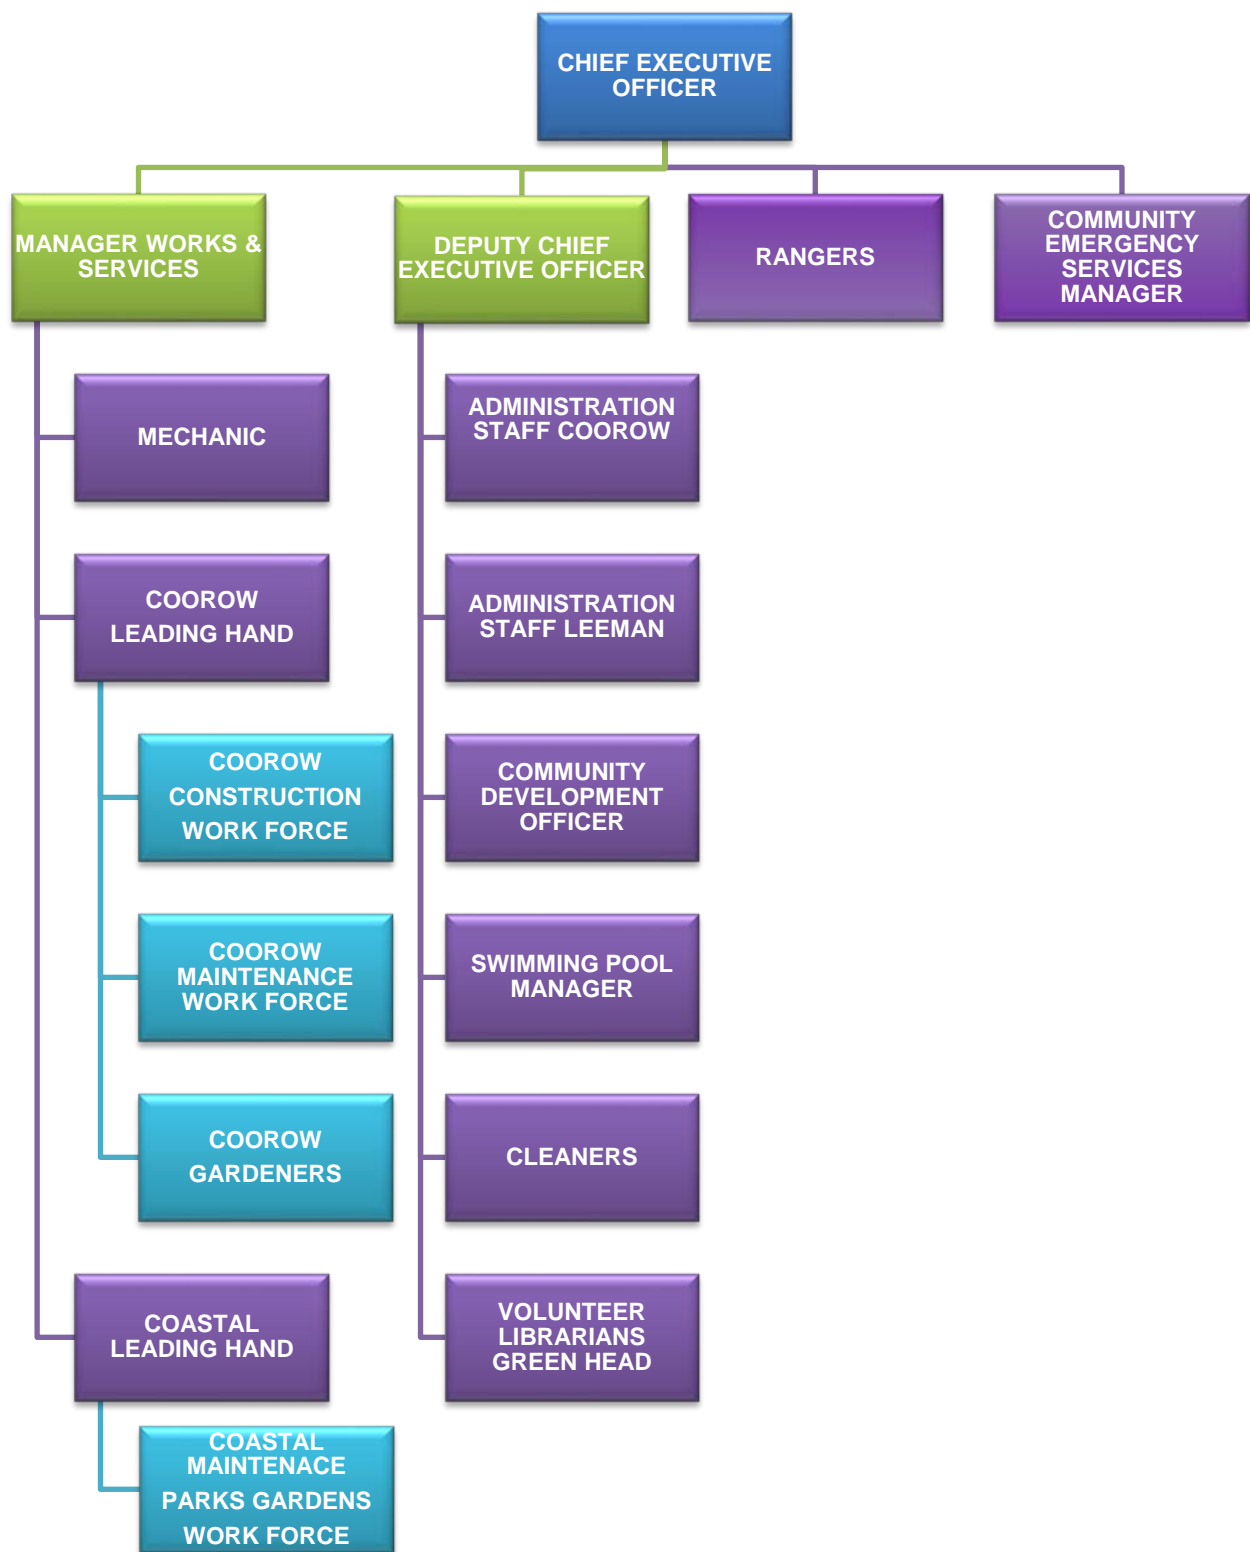 CHIEF EXECUTIVE
OFFICER
MANAGER WORKS &
SERVICES
DEPUTY CHIEF
EXECUTIVE OFFICER
RANGERS
COMMUNITY
EMERGENCY
SERVICES
MANAGER
MECHANIC
COOROW
LEADING HAND
COOROW
CONSTRUCTION
WORK FORCE
COOROW
MAINTENANCE
WORK FORCE
COOROW
GARDENERS
COASTAL
LEADING HAND
COASTAL
MAINTENACE
PARKS GARDENS
WORK FORCE
ADMINISTRATION
STAFF COOROW
ADMINISTRATION
STAFF LEEMAN
COMMUNITY
DEVELOPMENT
OFFICER
SWIMMING POOL
MANAGER
CLEANERS
VOLUNTEER
LIBRARIANS
GREEN HEAD